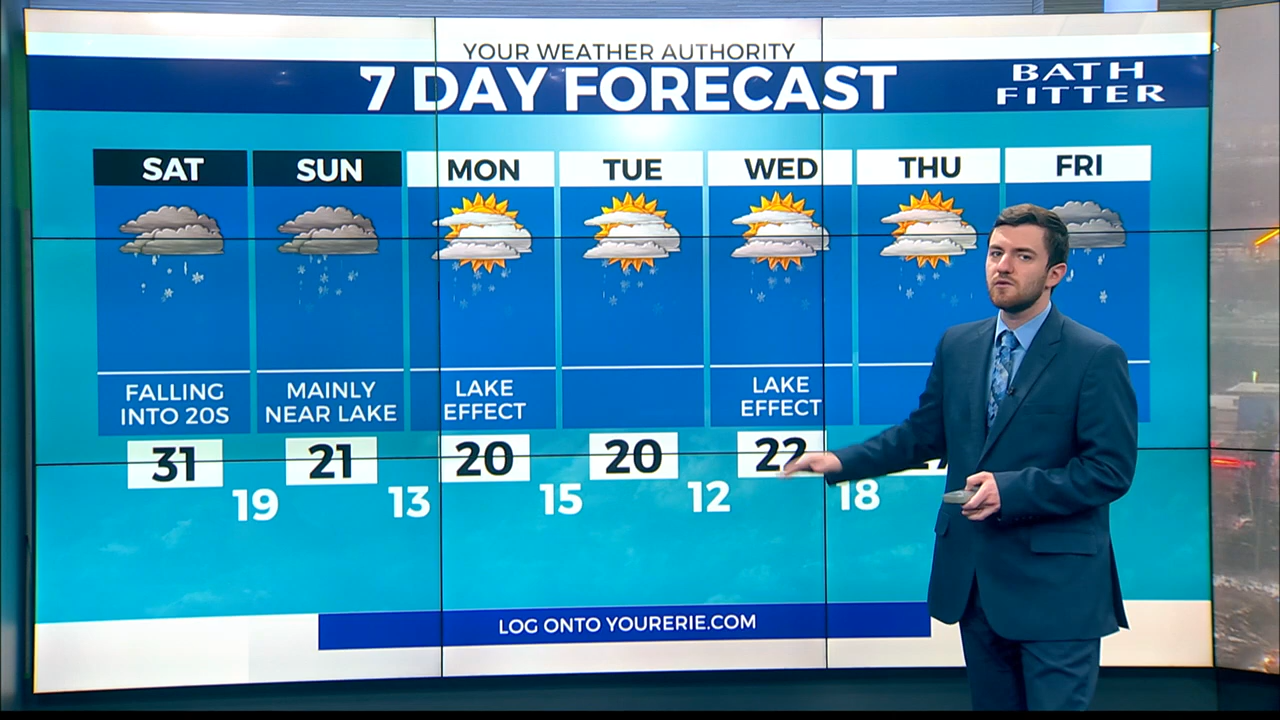 YOUR WEATHER AUTHORITY
7 DAY FORECAST
BATH
FITTER
SAT SUN MON TUE WED THU FRI
FALLING
INTO 20S
MAINLY
NEAR LAKE
LAKE
EFFECT
LAKE
EFFECT
31 21 20 20 22
19 13 15 12 18
LOG ONTO YOURERIE.COM